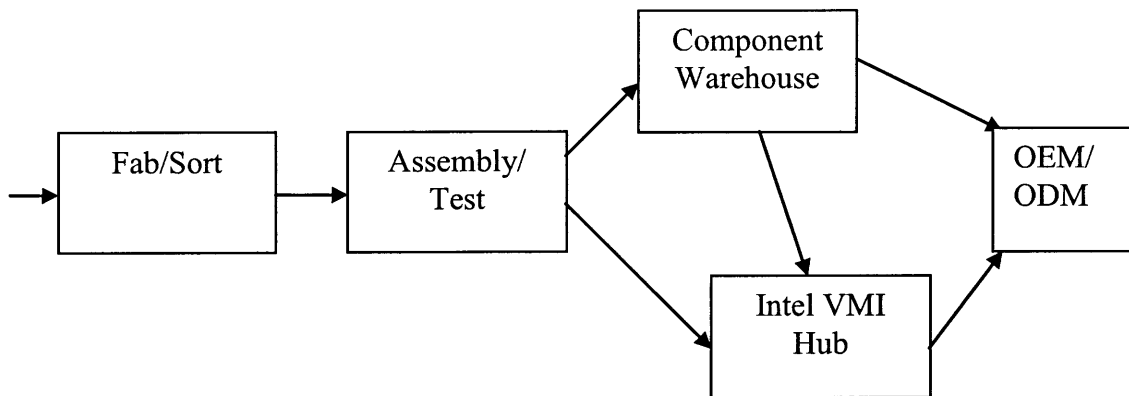 Component
Warehouse
Fab/Sort
Assembly/
Test
OEM/
ODM
Intel VMI
Hub